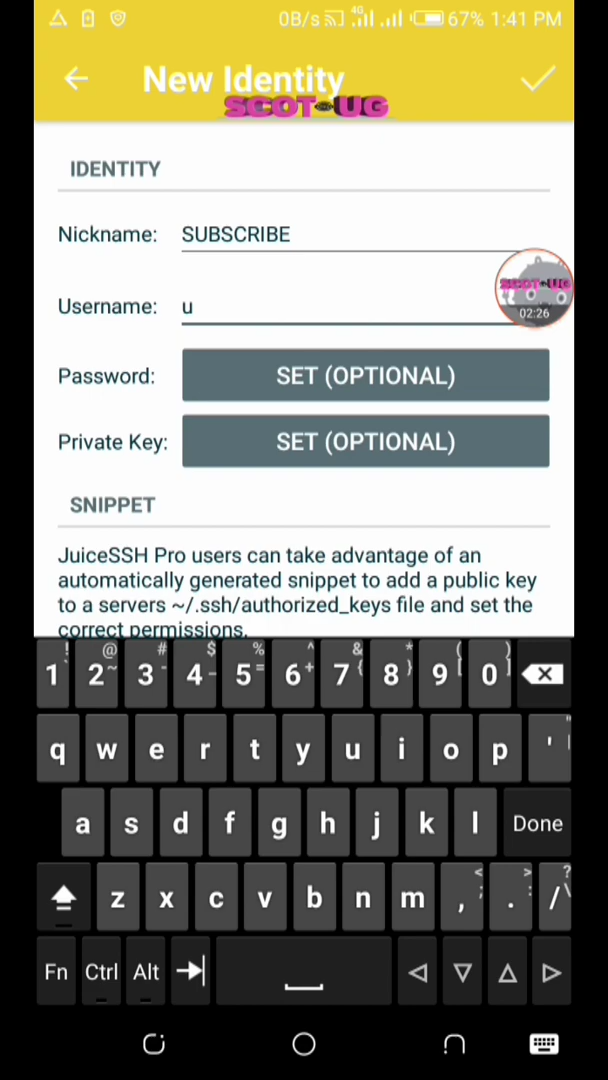 0B/s 4G 67% 1:41 PM
New Identity
SCOT UG
IDENTITY
Nickname: SUBSCRIBE
SCOT UG
02:26
Username: u
Password: SET (OPTIONAL)
Private Key: SET (OPTIONAL)
SNIPPET
JuiceSSH Pro users can take advantage of an
automatically generated snippet to add a public key
to a servers ~/.ssh/authorized_keys file and set the
correct permissions.
! @ # $ % ^ & * ( )
1 ` 2 ~ 3 - 4 _ 5 = 6 + 7 { 8 } 9 [ 0 ]
q w e r t y u i o p ' " |
a s d f g h j k l Done
z x c v b n m , < ; . > : / ? \
Fn Ctrl Alt